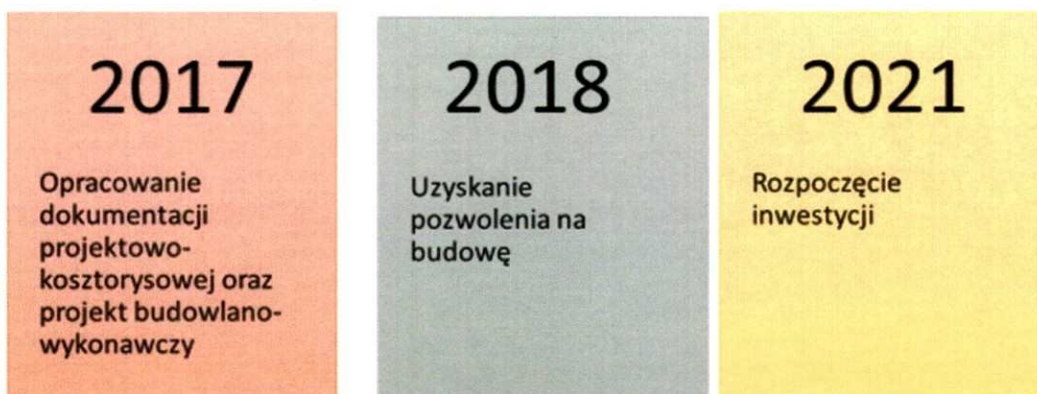 2017
Opracowanie
dokumentacji
projektowo-
kosztorysowej oraz
projekt budowlano-
wykonawczy
2018
Uzyskanie
pozwolenia na
budowę
2021
Rozpoczęcie
inwestycji